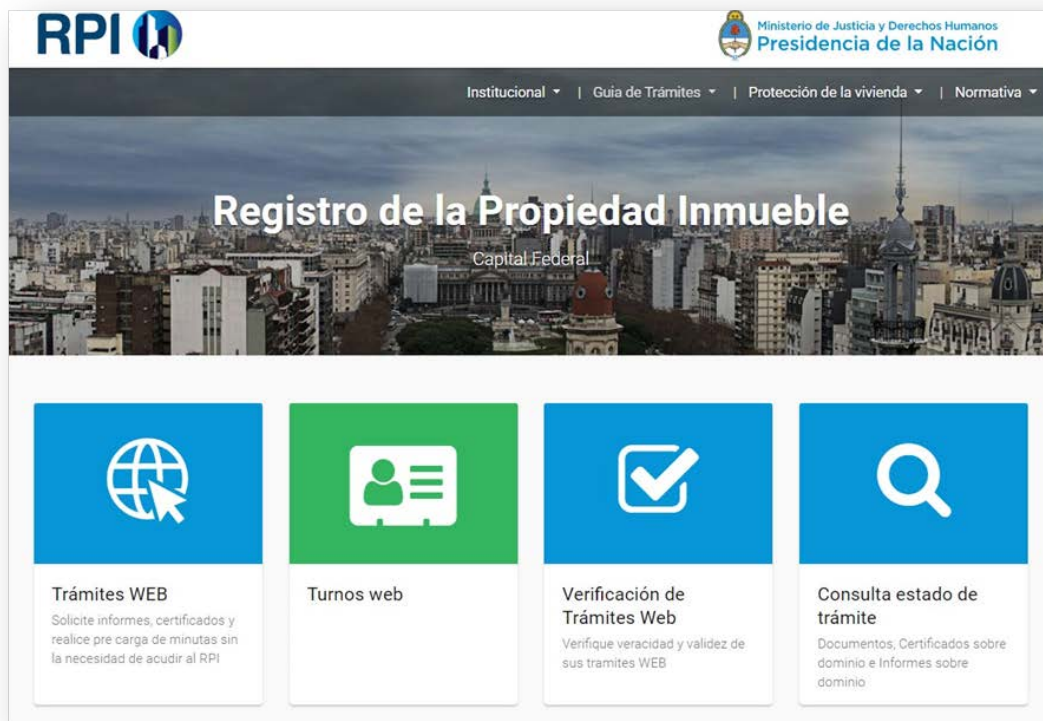 RPI
Ministerio de Justicia y Derechos Humanos
Presidencia de la Nación
Institucional | Guia de Trámites | Protección de la vivienda | Normativa
Registro de la Propiedad Inmueble
Capital Federal
Trámites WEB
Solicite informes, certificados y
realice pre carga de minutas sin
la necesidad de acudir al RPI
Turnos web
Verificación de
Trámites Web
Verifique veracidad y validez de
sus tramites WEB
Consulta estado de
trámite
Documentos, Certificados sobre
dominio e Informes sobre
dominio